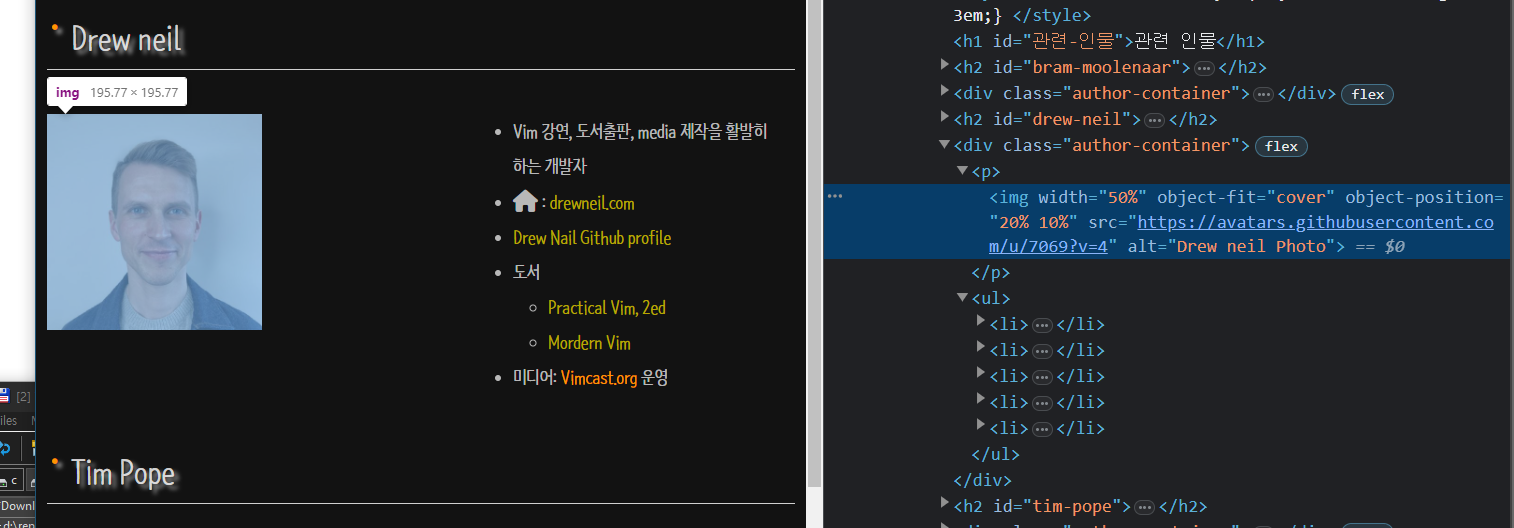 Drew neil
img 195.77 × 195.77
Vim 강연, 도서출판, media 제작을 활발히
하는 개발자
: drewneil.com
Drew Nail Github profile
도서
Practical Vim, 2ed
Mordern Vim
미디어: Vimcast.org 운영
Tim Pope
[2]
iles
c
Downl
3em;} </style>
<h1 id="관련-인물">관련 인물</h1>
<h2 id="bram-moolenaar">…</h2>
<div class="author-container">…</div> flex
<h2 id="drew-neil">…</h2>
<div class="author-container"> flex
<p>
<img width="50%" object-fit="cover" object-position=
"20% 10%" src="https://avatars.githubusercontent.co
m/u/7069?v=4" alt="Drew neil Photo"> == $0
</p>
<ul>
<li>…</li>
<li>…</li>
<li>…</li>
<li>…</li>
<li>…</li>
</ul>
</div>
<h2 id="tim-pope">…</h2>